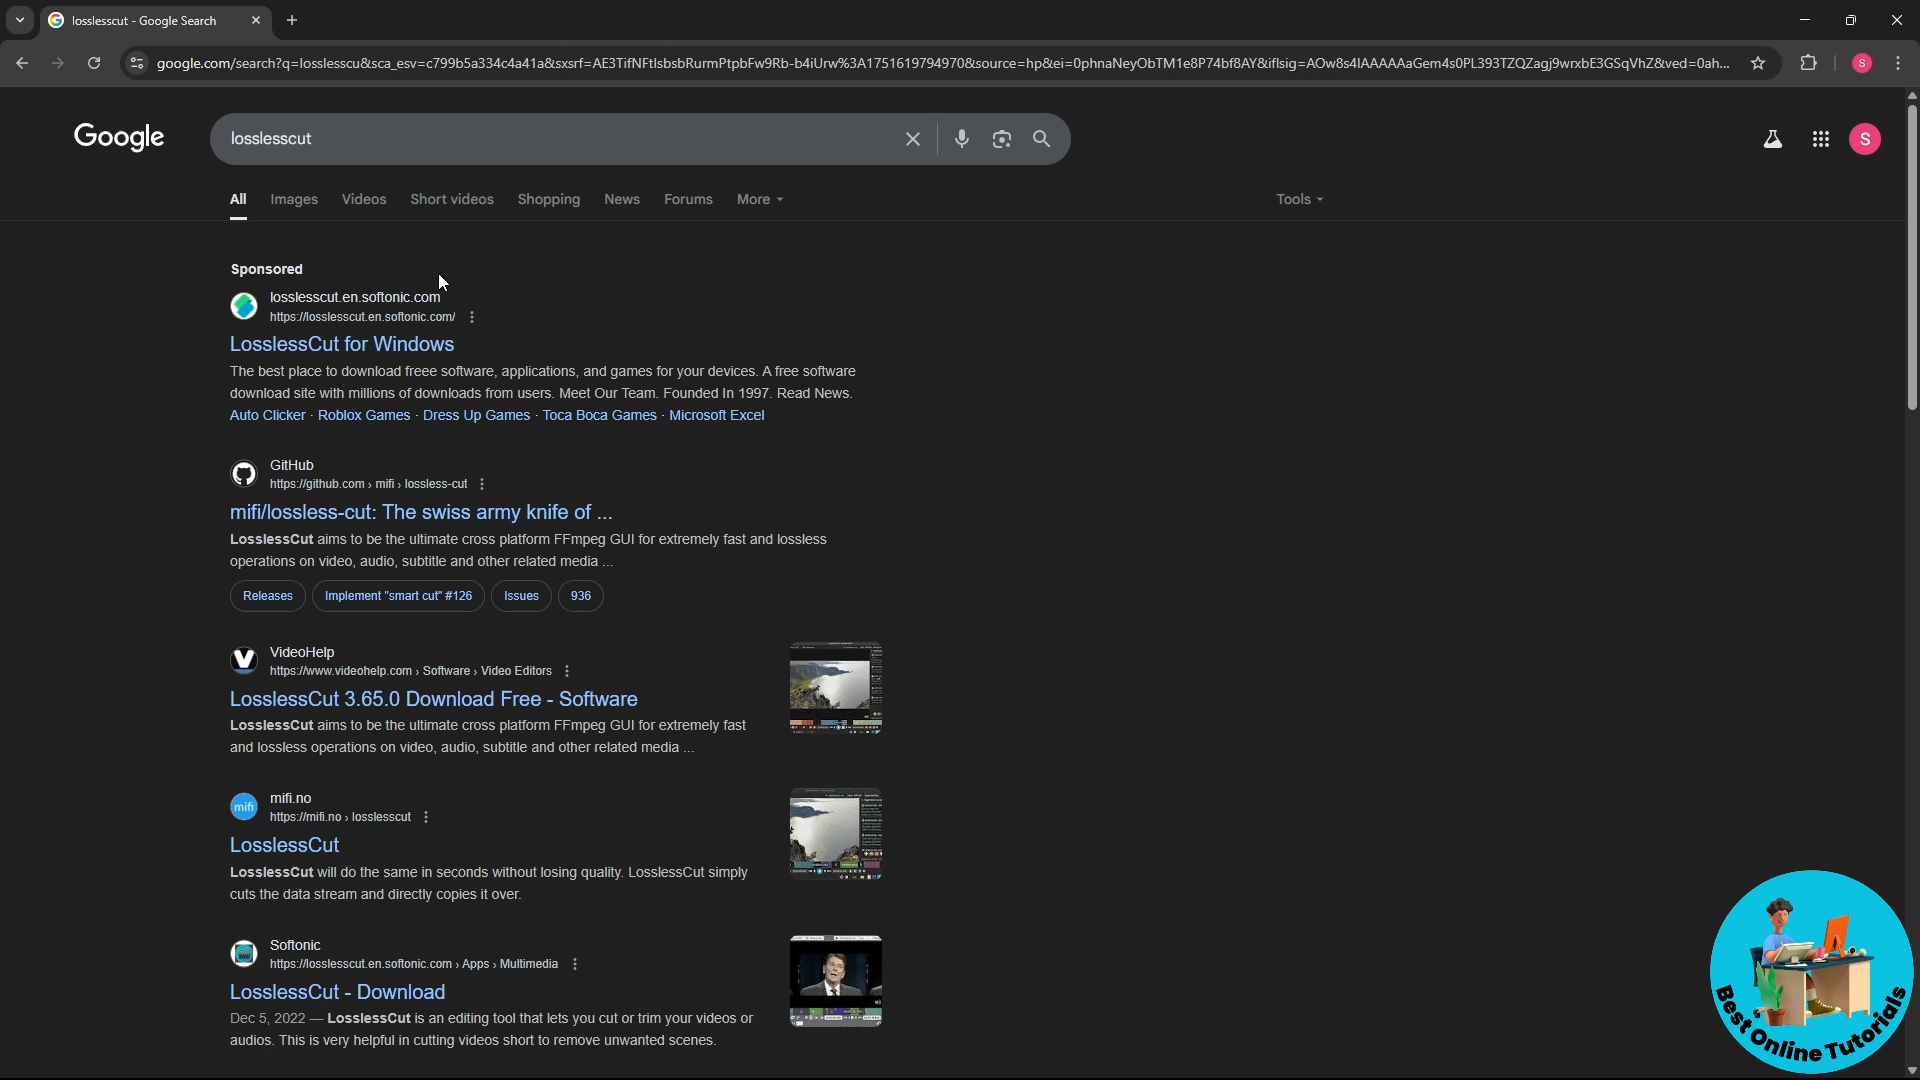 losslesscut - Google Search
google.com/search?q=losslesscu&sca_esv=c799b5a334c4a41a&sxsrf=AE3TifNFtlsbsbRurmPtpbFw9Rb-b4iUrw%3A1751619794970&source=hp&ei=0phnaNeyObTM1e8P74bf8AY&iflsig=AOw8s4IAAAAAaGem4s0PL393TZQZagj9wrxbE3GSqVhZ&ved=0ah...
S
Google
losslesscut
S
All Images Videos Short videos Shopping News Forums More Tools
Sponsored
losslesscut.en.softonic.com
https://losslesscut.en.softonic.com/
LosslessCut for Windows
The best place to download freee software, applications, and games for your devices. A free software
download site with millions of downloads from users. Meet Our Team. Founded In 1997. Read News.
Auto Clicker · Roblox Games · Dress Up Games · Toca Boca Games · Microsoft Excel
GitHub
https://github.com › mifi › lossless-cut
mifi/lossless-cut: The swiss army knife of ...
LosslessCut aims to be the ultimate cross platform FFmpeg GUI for extremely fast and lossless
operations on video, audio, subtitle and other related media ...
Releases Implement "smart cut" #126 Issues 936
VideoHelp
https://www.videohelp.com › Software › Video Editors
LosslessCut 3.65.0 Download Free - Software
LosslessCut aims to be the ultimate cross platform FFmpeg GUI for extremely fast
and lossless operations on video, audio, subtitle and other related media ...
mifi
mifi.no
https://mifi.no › losslesscut
LosslessCut
LosslessCut will do the same in seconds without losing quality. LosslessCut simply
cuts the data stream and directly copies it over.
Softonic
https://losslesscut.en.softonic.com › Apps › Multimedia
LosslessCut - Download
Dec 5, 2022 — LosslessCut is an editing tool that lets you cut or trim your videos or
audios. This is very helpful in cutting videos short to remove unwanted scenes.
Best Online Tutorials